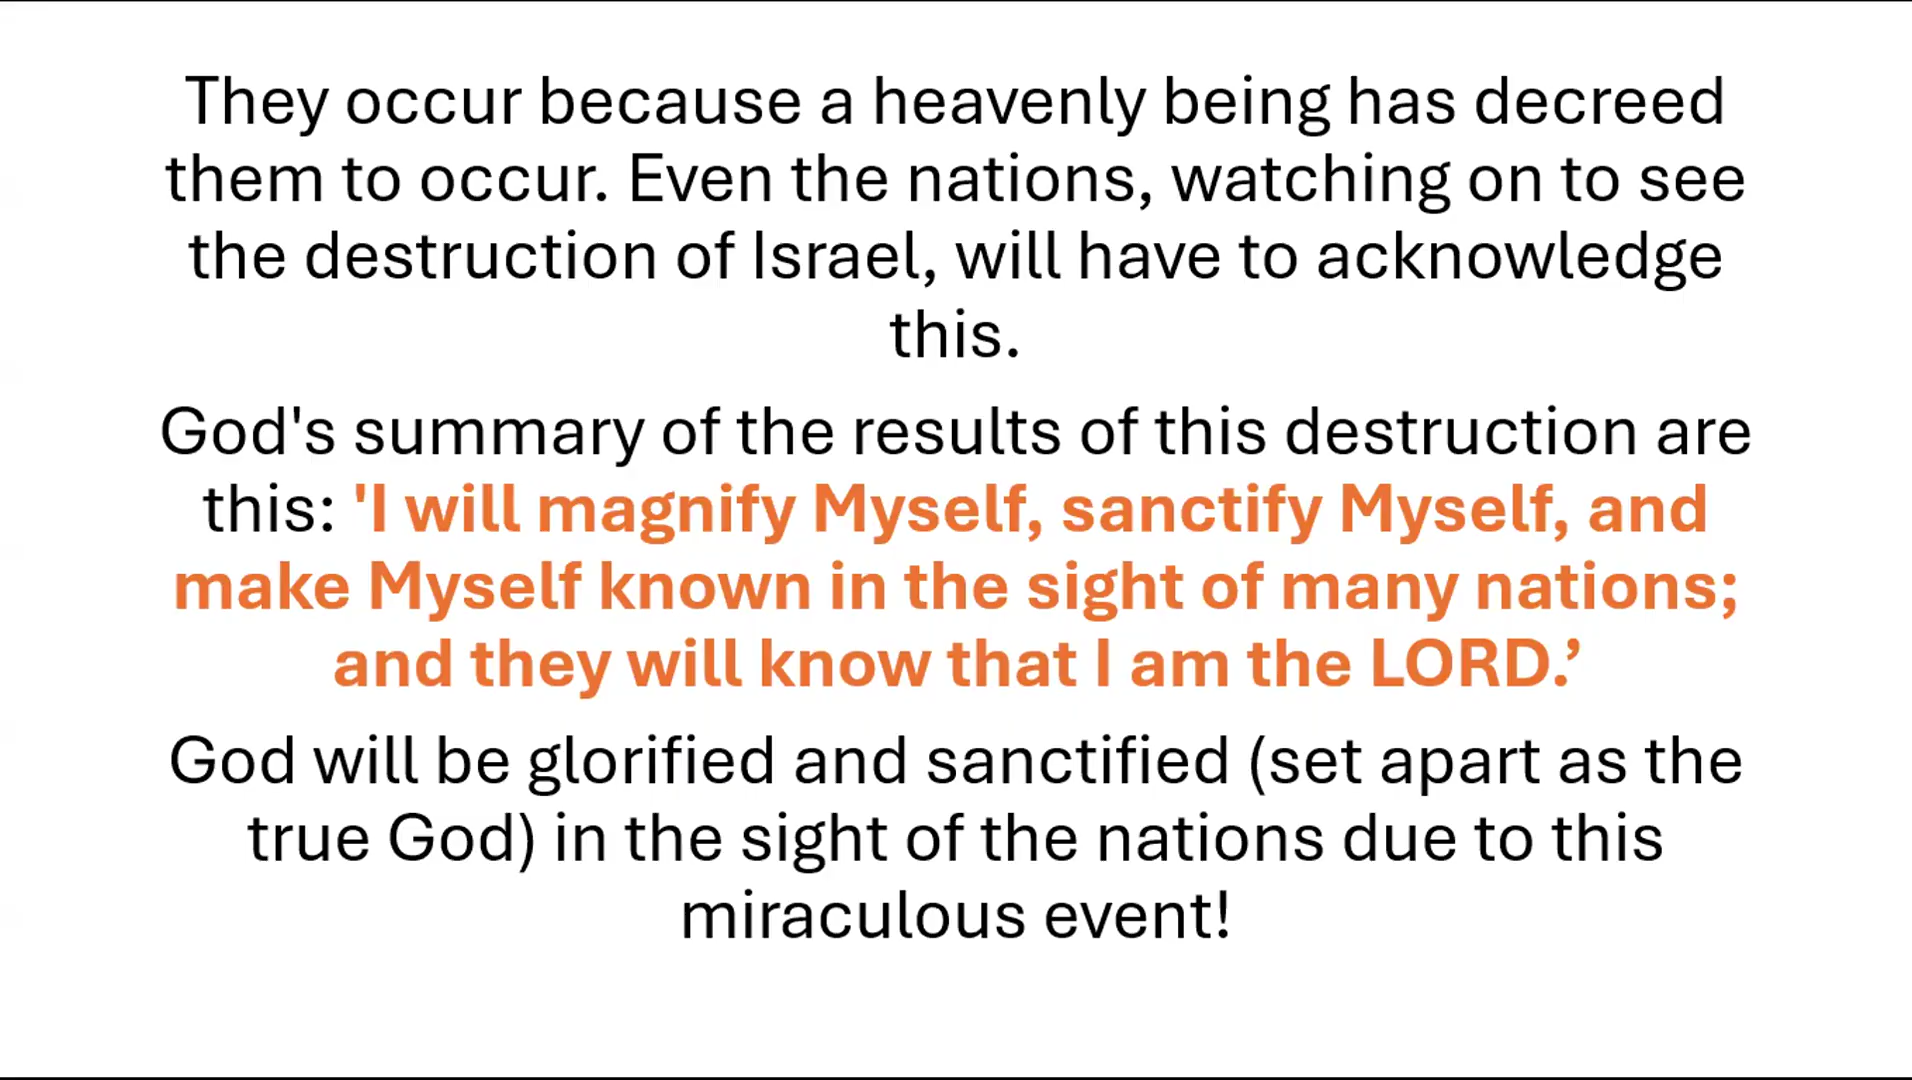 They occur because a heavenly being has decreed
them to occur. Even the nations, watching on to see
the destruction of Israel, will have to acknowledge
this.
God's summary of the results of this destruction are
this: 'I will magnify Myself, sanctify Myself, and
make Myself known in the sight of many nations;
and they will know that I am the LORD.’
God will be glorified and sanctified (set apart as the
true God) in the sight of the nations due to this
miraculous event!